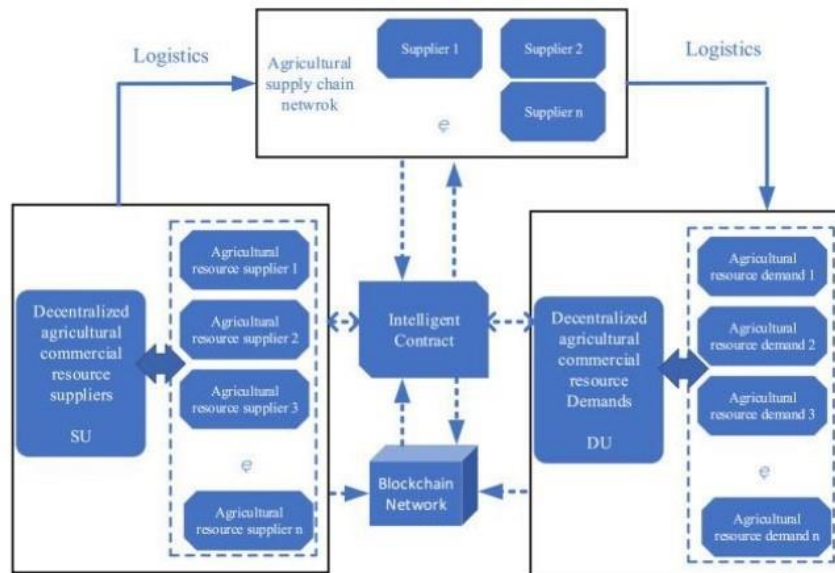 Logistics
Agricultural
supply chain
netwrok
Supplier 1
Supplier 2
Supplier n
ę
Logistics
Decentralized
agricultural
commercial
resource
suppliers
SU
Agricultural
resource supplier 1
Agricultural
resource supplier 2
Agricultural
resource supplier 3
ę
Agricultural
resource supplier n
Intelligent
Contract
Blockchain
Network
Decentralized
agricultural
commercial
resource
Demands
DU
Agricultural
resource demand 1
Agricultural
resource demand 2
Agricultural
resource demand 3
ę
Agricultural
resource demand n